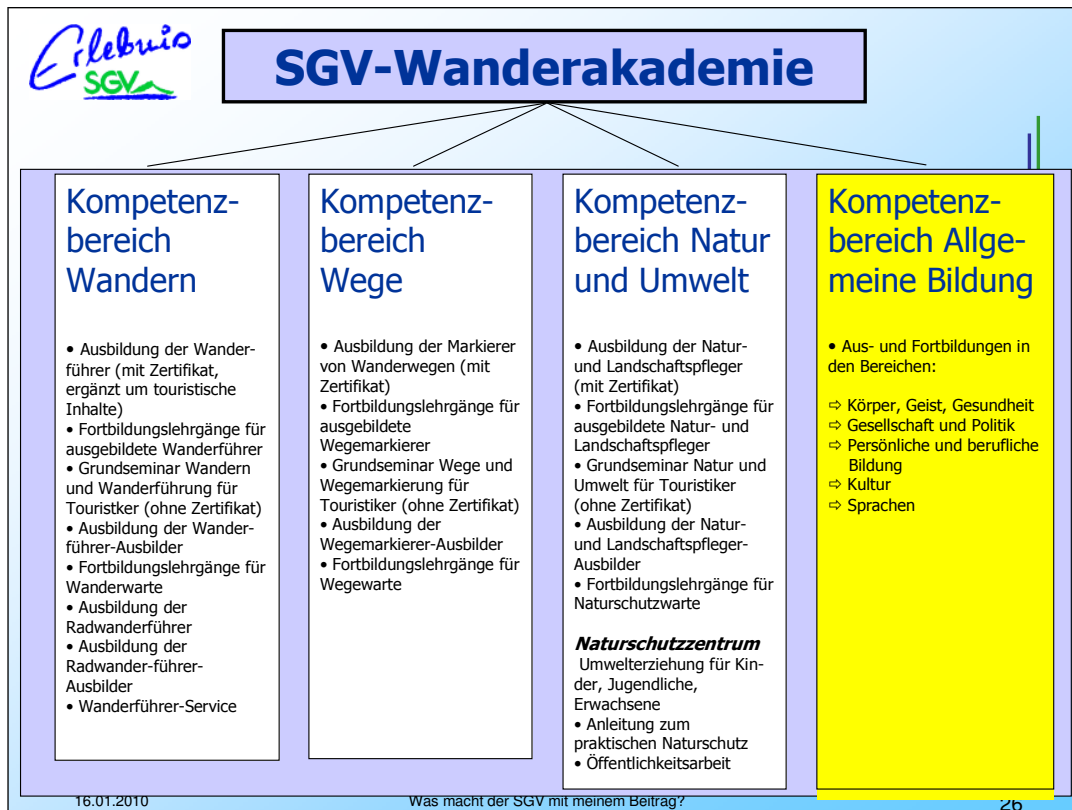 Erlebnis
SGV
SGV-Wanderakademie
Kompetenz-
bereich
Wandern
• Ausbildung der Wander-
führer (mit Zertifikat,
ergänzt um touristische
Inhalte)
• Fortbildungslehrgänge für
ausgebildete Wanderführer
• Grundseminar Wandern
und Wanderführung für
Touristker (ohne Zertifikat)
• Ausbildung der Wander-
führer-Ausbilder
• Fortbildungslehrgänge für
Wanderwarte
• Ausbildung der
Radwanderführer
• Ausbildung der
Radwander-führer-
Ausbilder
• Wanderführer-Service
Kompetenz-
bereich
Wege
• Ausbildung der Markierer
von Wanderwegen (mit
Zertifikat)
• Fortbildungslehrgänge für
ausgebildete
Wegemarkierer
• Grundseminar Wege und
Wegemarkierung für
Touristiker (ohne Zertifikat)
• Ausbildung der
Wegemarkierer-Ausbilder
• Fortbildungslehrgänge für
Wegewarte
Kompetenz-
bereich Natur
und Umwelt
• Ausbildung der Natur-
und Landschaftspfleger
(mit Zertifikat)
• Fortbildungslehrgänge für
ausgebildete Natur- und
Landschaftspfleger
• Grundseminar Natur und
Umwelt für Touristiker
(ohne Zertifikat)
• Ausbildung der Natur-
und Landschaftspfleger-
Ausbilder
• Fortbildungslehrgänge für
Naturschutzwarte
Naturschutzzentrum
Umwelterziehung für Kin-
der, Jugendliche,
Erwachsene
• Anleitung zum
praktischen Naturschutz
• Öffentlichkeitsarbeit
Kompetenz-
bereich Allge-
meine Bildung
• Aus- und Fortbildungen in
den Bereichen:
⇨ Körper, Geist, Gesundheit
⇨ Gesellschaft und Politik
⇨ Persönliche und berufliche
Bildung
⇨ Kultur
⇨ Sprachen
16.01.2010
Was macht der SGV mit meinem Beitrag?
26